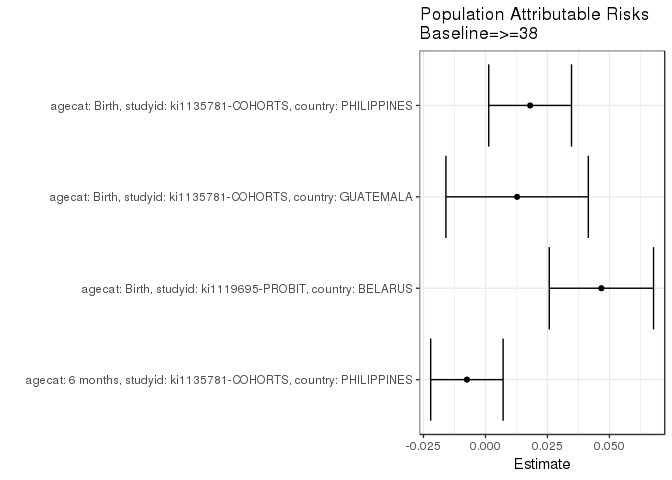 Population Attributable Risks
Baseline=>=38
agecat: Birth, studyid: ki1135781-COHORTS, country: PHILIPPINES
agecat: Birth, studyid: ki1135781-COHORTS, country: GUATEMALA
agecat: Birth, studyid: ki1119695-PROBIT, country: BELARUS
agecat: 6 months, studyid: ki1135781-COHORTS, country: PHILIPPINES
-0.025 0.000 0.025 0.050
Estimate